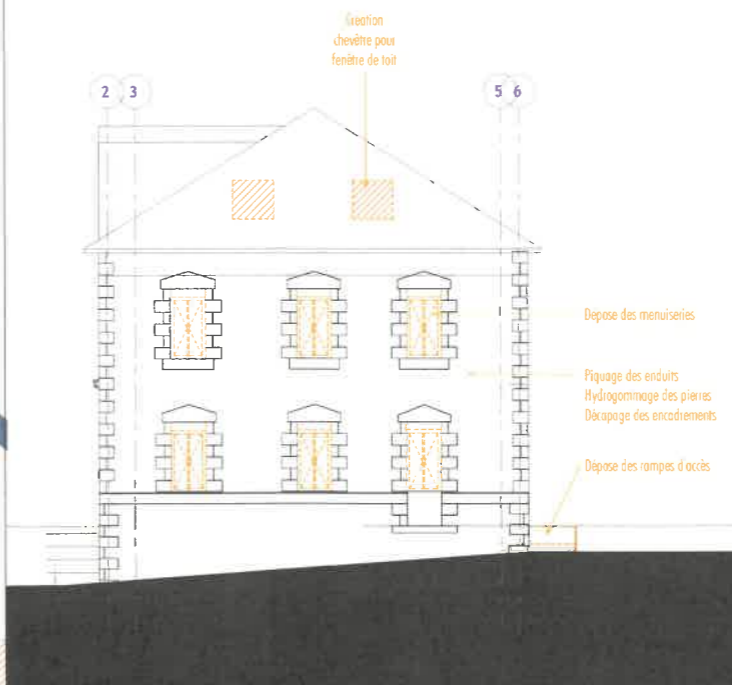 Création
chevêtre pour
fenêtre de toit
2 3 5 6
Dépose des menuiseries
Piquage des enduits
Hydrogommage des pierres
Décapage des encadrements
Dépose des rampes d'accès